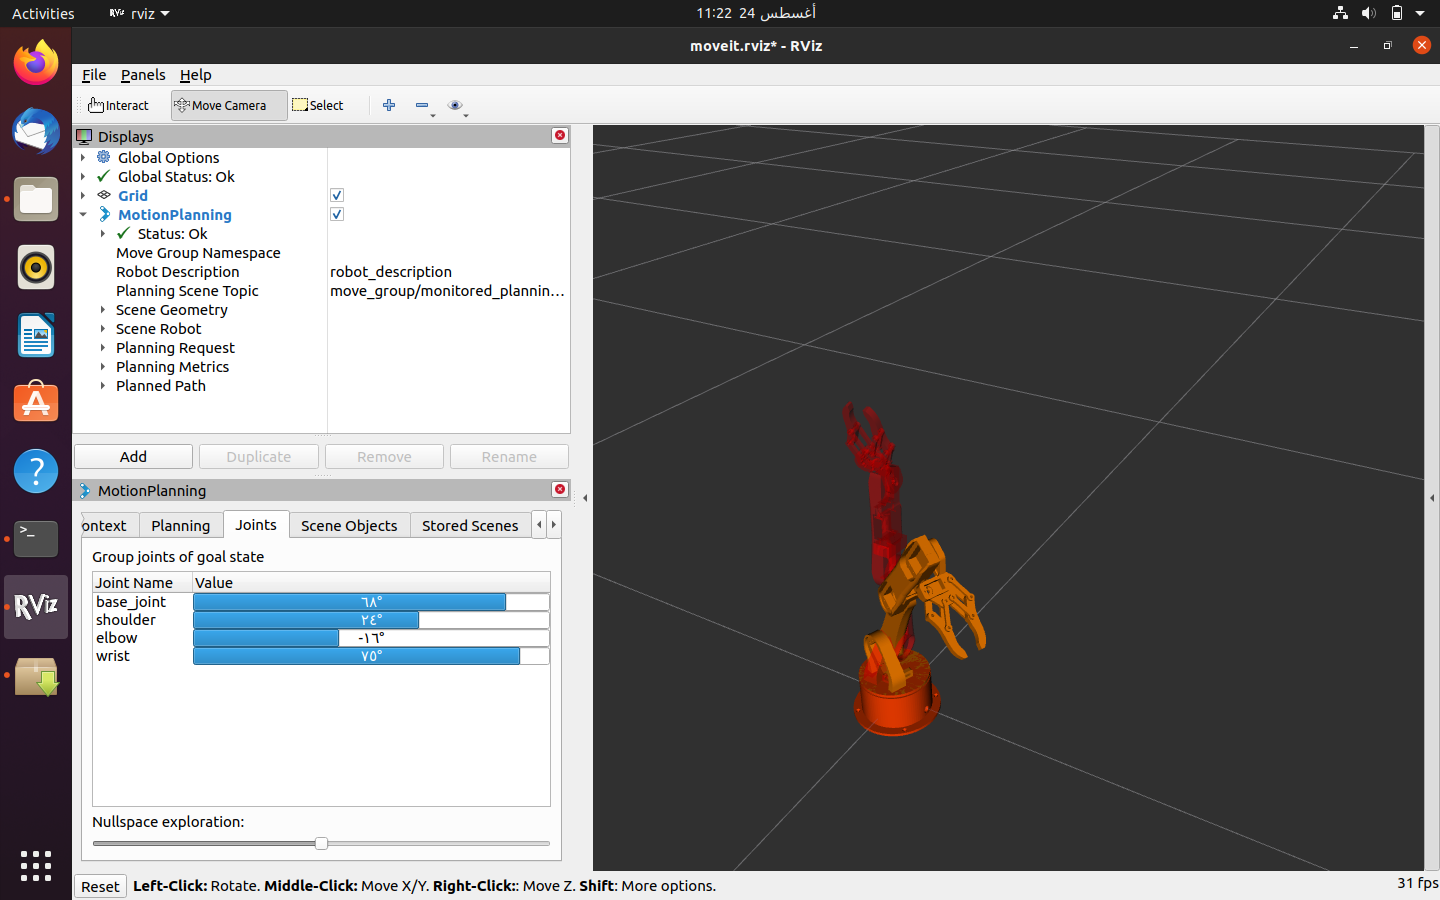 Activities rviz 11:22 24 أغسطس
moveit.rviz* - RViz
File Panels Help
Interact Move Camera Select
Displays
Global Options
Global Status: Ok
Grid
MotionPlanning
Status: Ok
Move Group Namespace
Robot Description robot_description
Planning Scene Topic move_group/monitored_plannin…
Scene Geometry
Scene Robot
Planning Request
Planning Metrics
Planned Path
Add Duplicate Remove Rename
MotionPlanning
ontext Planning Joints Scene Objects Stored Scenes
Group joints of goal state
Joint Name Value
base_joint ٦٨°
shoulder ٢٤°
elbow -١٦°
wrist ٧٥°
Nullspace exploration:
Reset Left-Click: Rotate. Middle-Click: Move X/Y. Right-Click:: Move Z. Shift: More options. 31 fps
RViz